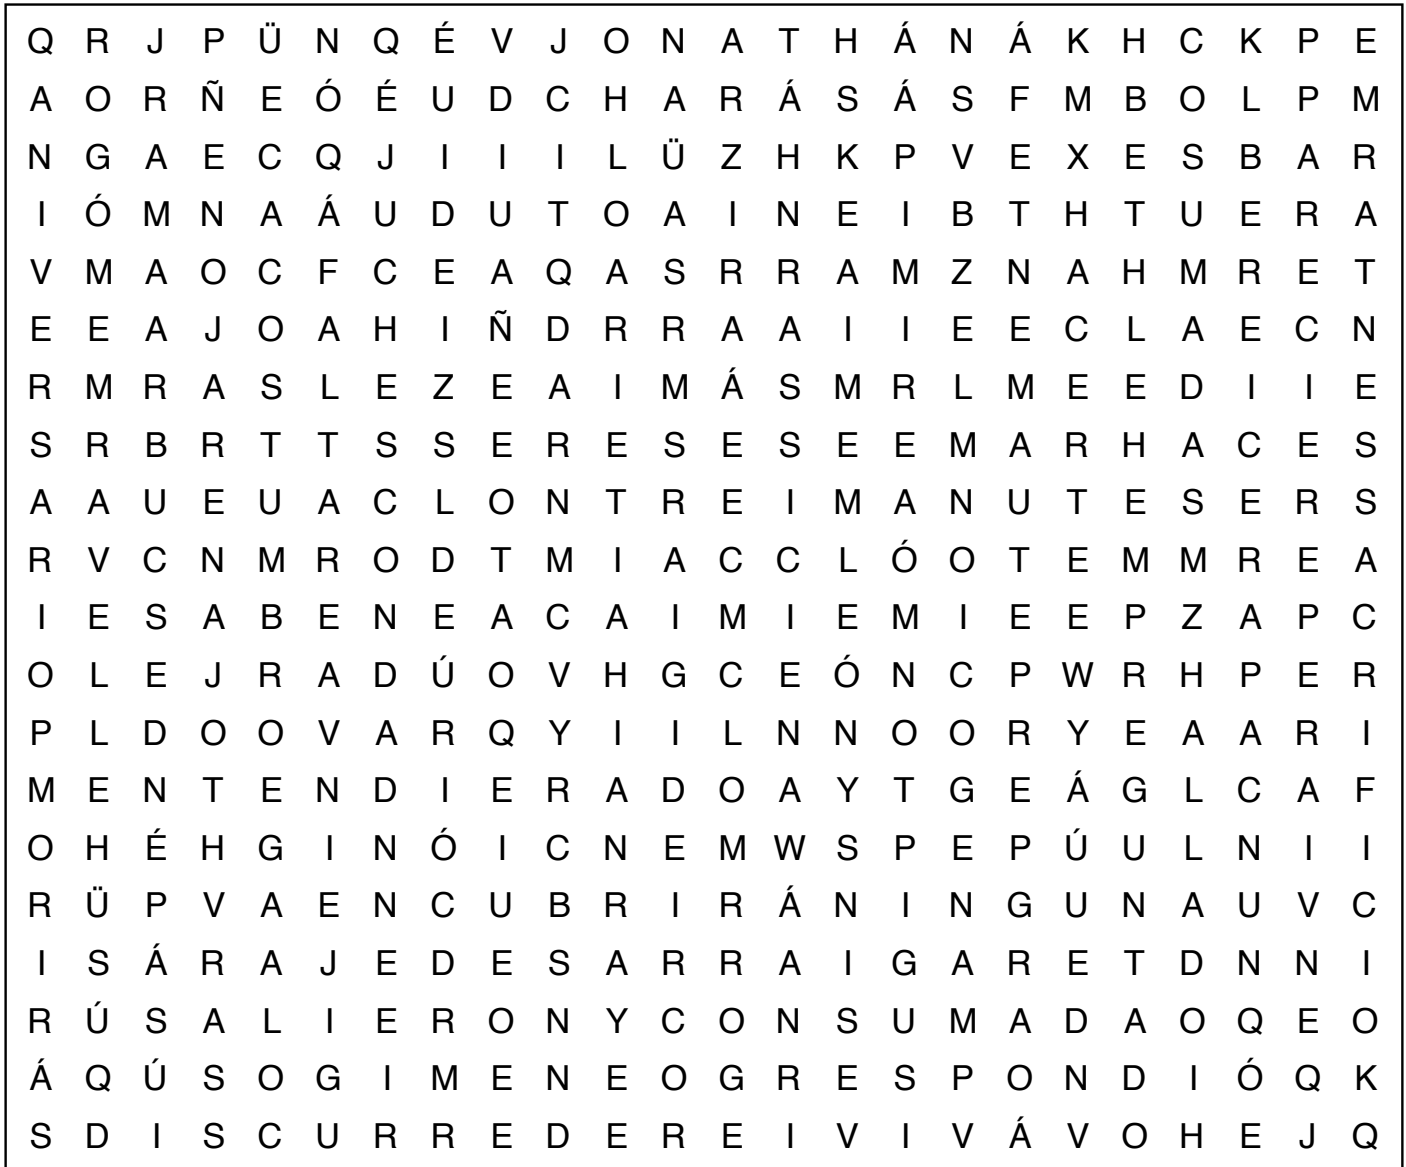 Q R J P Ü N Q É V J O N A T H Á N Á K H C K P E
A O R Ñ E Ó É U D C H A R Á S Á S F M B O L P M
N G A E C Q J I I I L Ü Z H K P V E X E S B A R
I Ó M N A Á U D U T O A I N E I B T H T U E R A
V M A O C F C E A Q A S R R A M Z N A H M R E T
E E A J O A H I Ñ D R R A A I I E E C L A E C N
R M R A S L E Z E A I M Á S M R L M E E D I I E
S R B R T T S S E R E S E S E E M A R H A C E S
A A U E U A C L O N T R E I M A N U T E S E R S
R V C N M R O D T M I A C C L Ó O T E M M R E A
I E S A B E N E A C A I M I E M I E E P Z A P C
O L E J R A D Ú O V H G C E Ó N C P W R H P E R
P L D O O V A R Q Y I I L N N O O R Y E A A R I
M E N T E N D I E R A D O A Y T G E Á G L C A F
O H É H G I N Ó I C N E M W S P E P Ú U L N I I
R Ü P V A E N C U B R I R Á N I N G U N A U V C
I S Á R A J E D E S A R R A I G A R E T D N N I
R Ú S A L I E R O N Y C O N S U M A D A O Q E O
Á Q Ú S O G I M E N E O G R E S P O N D I Ó Q K
S D I S C U R R E D E R E I V I V Á V O H E J Q